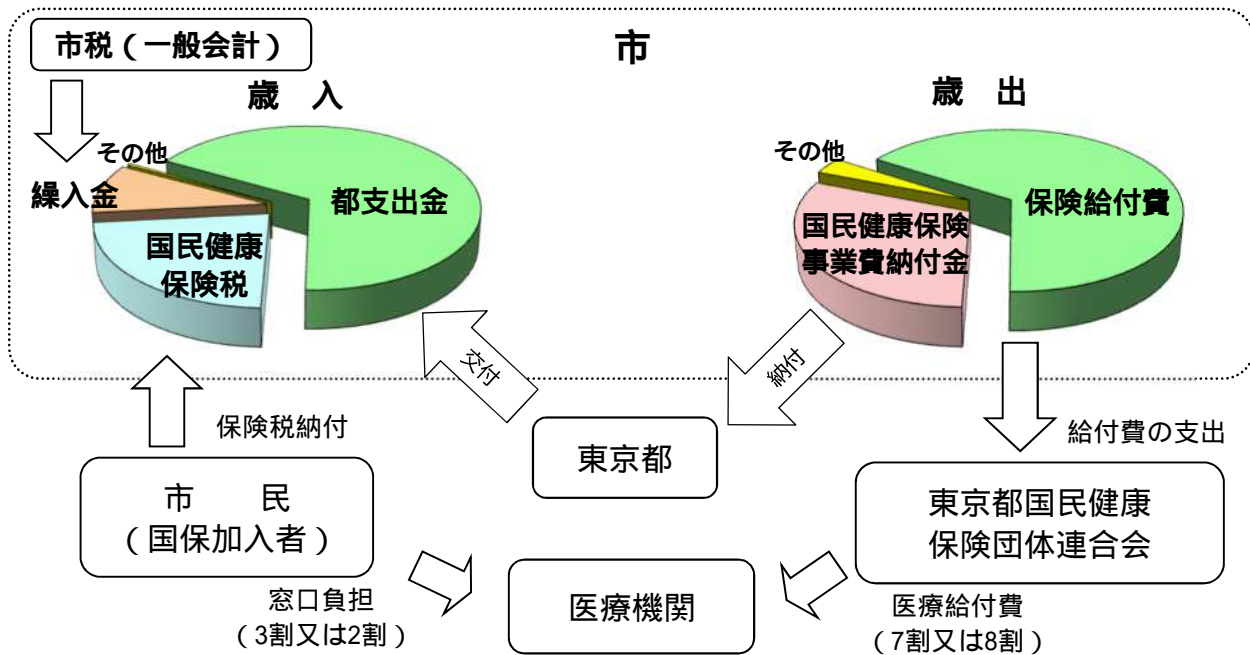 市税（一般会計）
市
歳　入
歳　出
その他
繰入金
都支出金
国民健康
保険税
その他
保険給付費
国民健康保険
事業費納付金
交付
納付
保険税納付
東京都
給付費の支出
市　　民
（国保加入者）
東京都国民健康
保険団体連合会
窓口負担
（3割又は2割）
医療機関
医療給付費
（7割又は8割）